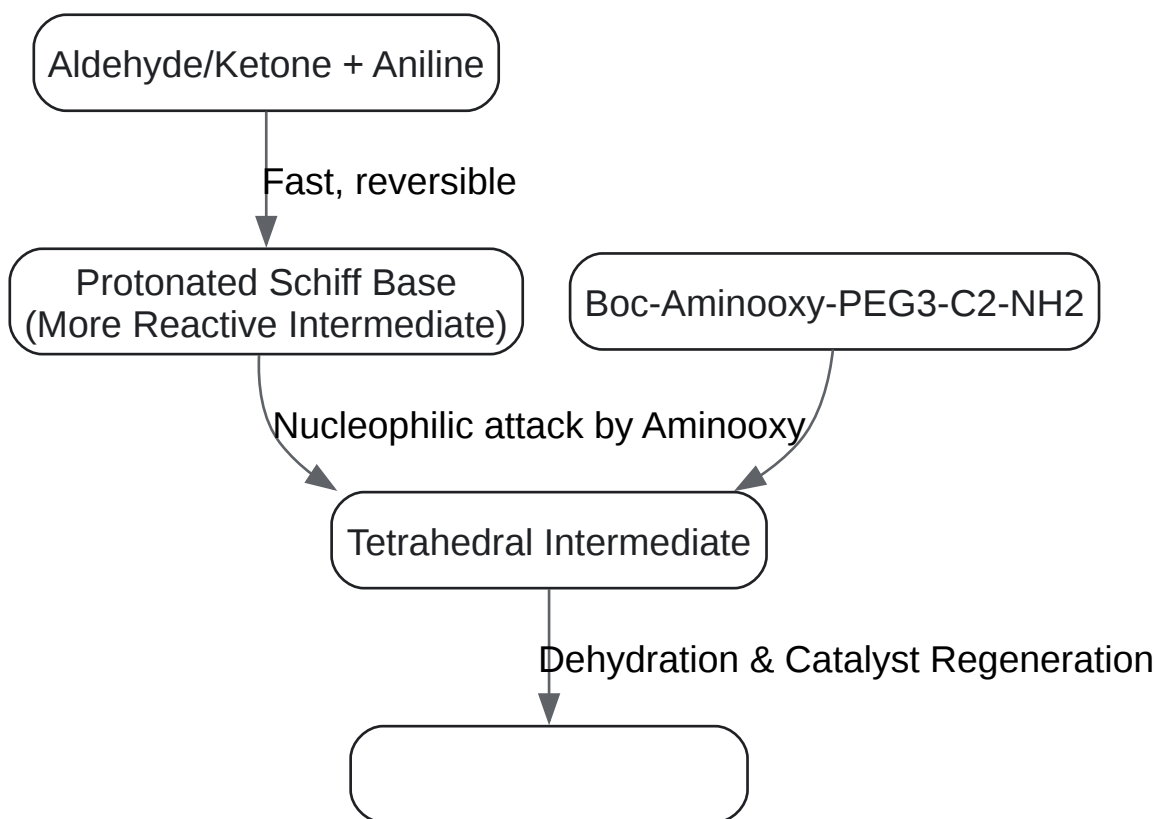 Aldehyde/Ketone + Aniline
Fast, reversible
Protonated Schiff Base
(More Reactive Intermediate)
Boc-Aminooxy-PEG3-C2-NH2
Nucleophilic attack by Aminooxy
Tetrahedral Intermediate
Dehydration & Catalyst Regeneration